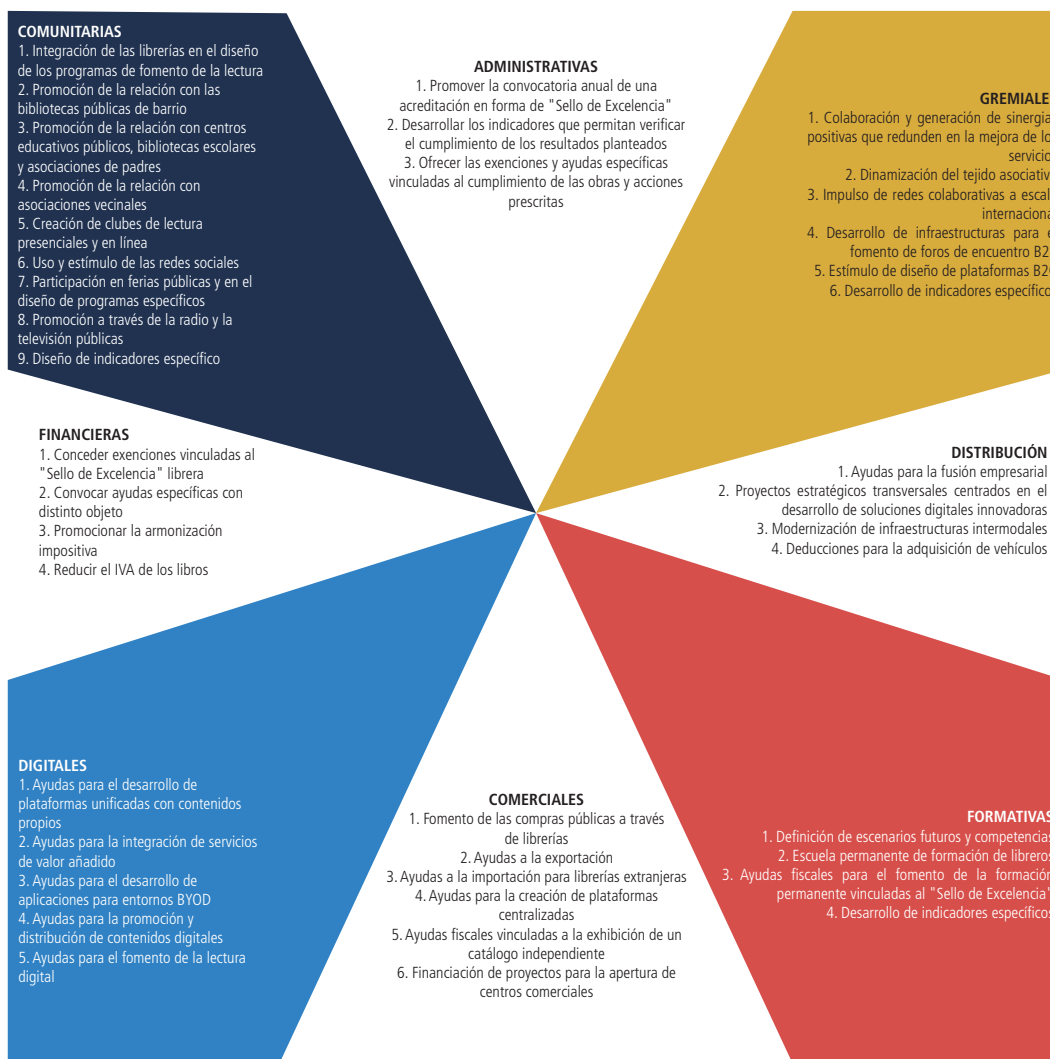 COMUNITARIAS
1. Integración de las librerías en el diseño
de los programas de fomento de la lectura
2. Promoción de la relación con las
bibliotecas públicas de barrio
3. Promoción de la relación con centros
educativos públicos, bibliotecas escolares
y asociaciones de padres
4. Promoción de la relación con
asociaciones vecinales
5. Creación de clubes de lectura
presenciales y en línea
6. Uso y estímulo de las redes sociales
7. Participación en ferias públicas y en el
diseño de programas específicos
8. Promoción a través de la radio y la
televisión públicas
9. Diseño de indicadores específico
ADMINISTRATIVAS
1. Promover la convocatoria anual de una
acreditación en forma de "Sello de Excelencia"
2. Desarrollar los indicadores que permitan verificar
el cumplimiento de los resultados planteados
3. Ofrecer las exenciones y ayudas específicas
vinculadas al cumplimiento de las obras y acciones
prescritas
GREMIALE
1. Colaboración y generación de sinergia
positivas que redunden en la mejora de lo
servicio
2. Dinamización del tejido asociativ
3. Impulso de redes colaborativas a escal
internaciona
4. Desarrollo de infraestructuras para e
fomento de foros de encuentro B2
5. Estímulo de diseño de plataformas B2
6. Desarrollo de indicadores específico
FINANCIERAS
1. Conceder exenciones vinculadas al
"Sello de Excelencia" librera
2. Convocar ayudas específicas con
distinto objeto
3. Promocionar la armonización
impositiva
4. Reducir el IVA de los libros
DISTRIBUCIÓN
1. Ayudas para la fusión empresarial
2. Proyectos estratégicos transversales centrados en el
desarrollo de soluciones digitales innovadoras
3. Modernización de infraestructuras intermodales
4. Deducciones para la adquisición de vehículos
DIGITALES
1. Ayudas para el desarrollo de
plataformas unificadas con contenidos
propios
2. Ayudas para la integración de servicios
de valor añadido
3. Ayudas para el desarrollo de
aplicaciones para entornos BYOD
4. Ayudas para la promoción y
distribución de contenidos digitales
5. Ayudas para el fomento de la lectura
digital
COMERCIALES
1. Fomento de las compras públicas a través
de librerías
2. Ayudas a la exportación
3. Ayudas a la importación para librerías extranjeras
4. Ayudas para la creación de plataformas
centralizadas
5. Ayudas fiscales vinculadas a la exhibición de un
catálogo independiente
6. Financiación de proyectos para la apertura de
centros comerciales
FORMATIVAS
1. Definición de escenarios futuros y competencias
2. Escuela permanente de formación de libreros
3. Ayudas fiscales para el fomento de la formación
permanente vinculadas al "Sello de Excelencia"
4. Desarrollo de indicadores específicos